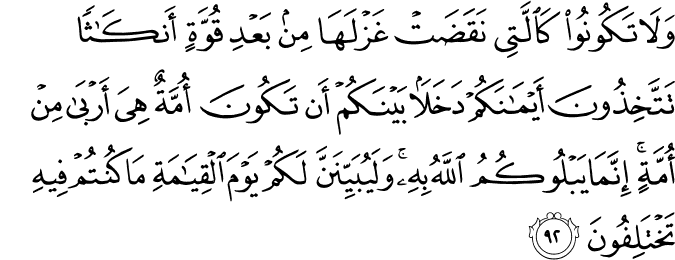 وَلَا تَكُونُوا۟ كَٱلَّتِى نَقَضَتْ غَزْلَهَا مِنۢ بَعْدِ قُوَّةٍ أَنكَـٰثًا
تَتَّخِذُونَ أَيْمَـٰنَكُمْ دَخَلًۢا بَيْنَكُمْ أَن تَكُونَ أُمَّةٌ هِىَ أَرْبَىٰ مِنْ
أُمَّةٍ ۚ إِنَّمَا يَبْلُوكُمُ ٱللَّهُ بِهِۦ ۚ وَلَيُبَيِّنَنَّ لَكُمْ يَوْمَ ٱلْقِيَـٰمَةِ مَا كُنتُمْ فِيهِ
تَخْتَلِفُونَ ٩٢